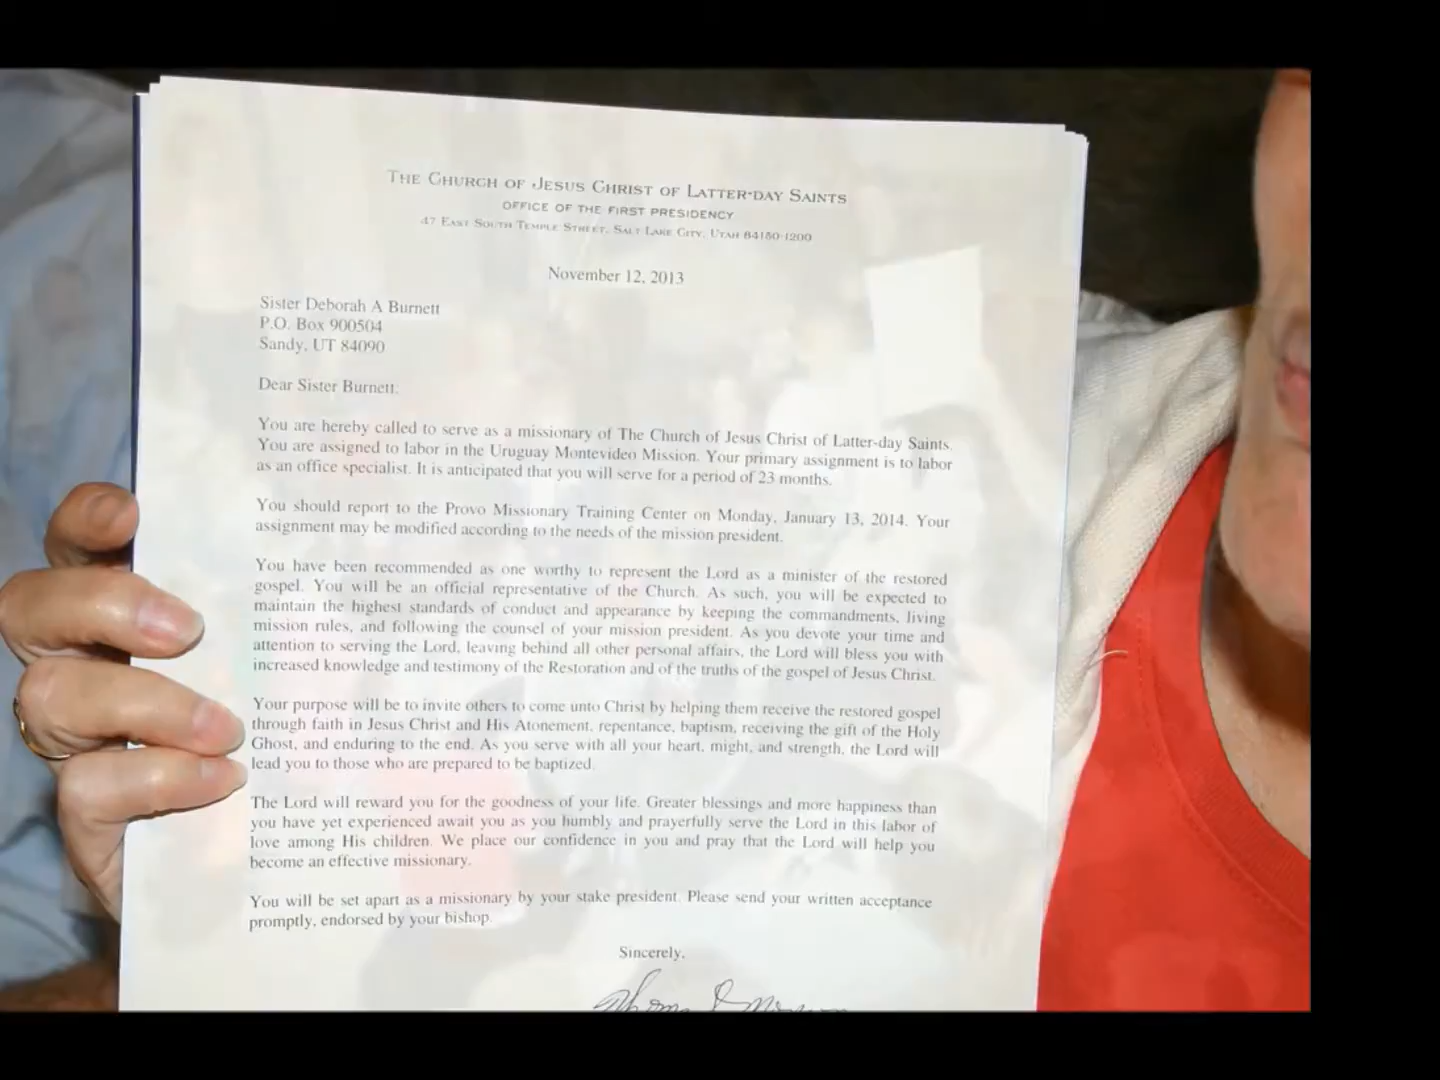 THE CHURCH OF JESUS CHRIST OF LATTER-DAY SAINTS
OFFICE OF THE FIRST PRESIDENCY
47 EAST SOUTH TEMPLE STREET, SALT LAKE CITY, UTAH 84150-1200
November 12, 2013
Sister Deborah A Burnett
P.O. Box 900504
Sandy, UT 84090
Dear Sister Burnett:
You are hereby called to serve as a missionary of The Church of Jesus Christ of Latter-day Saints.
You are assigned to labor in the Uruguay Montevideo Mission. Your primary assignment is to labor
as an office specialist. It is anticipated that you will serve for a period of 23 months.
You should report to the Provo Missionary Training Center on Monday, January 13, 2014. Your
assignment may be modified according to the needs of the mission president.
You have been recommended as one worthy to represent the Lord as a minister of the restored
gospel. You will be an official representative of the Church. As such, you will be expected to
maintain the highest standards of conduct and appearance by keeping the commandments, living
mission rules, and following the counsel of your mission president. As you devote your time and
attention to serving the Lord, leaving behind all other personal affairs, the Lord will bless you with
increased knowledge and testimony of the Restoration and of the truths of the gospel of Jesus Christ.
Your purpose will be to invite others to come unto Christ by helping them receive the restored gospel
through faith in Jesus Christ and His Atonement, repentance, baptism, receiving the gift of the Holy
Ghost, and enduring to the end. As you serve with all your heart, might, and strength, the Lord will
lead you to those who are prepared to be baptized.
The Lord will reward you for the goodness of your life. Greater blessings and more happiness than
you have yet experienced await you as you humbly and prayerfully serve the Lord in this labor of
love among His children. We place our confidence in you and pray that the Lord will help you
become an effective missionary.
You will be set apart as a missionary by your stake president. Please send your written acceptance
promptly, endorsed by your bishop.
Sincerely,